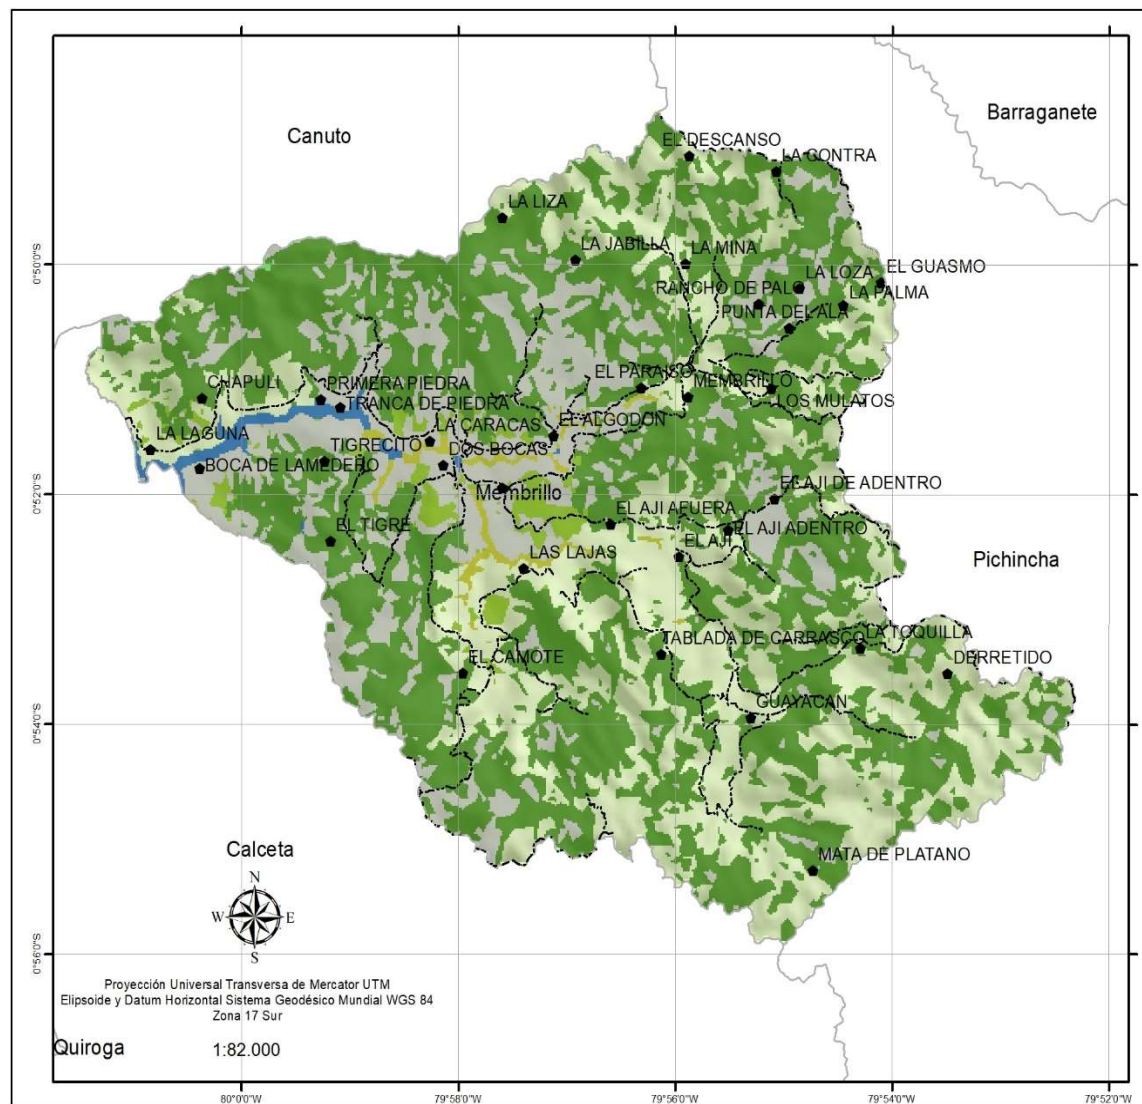 Canuto
Barraganete
EL DESCANSO
LA CONTRA
LA LIZA
LA JABILLA
LA MINA
LA LOZA
EL GUASMO
RANCHO DE PALO
LA PALMA
PUNTA DEL ALA
EL PARAISO
MEMBRILLO
LOS MULATOS
CHAPULI
PRIMERA PIEDRA
TRANCA DE PIEDRA
LA CARACAS
EL ALGODON
LA LAGUNA
TIGRECITO
DOS BOCAS
BOCA DE LAMEDERO
Membrillo
EL AJI DE ADENTRO
EL AJI AFUERA
EL AJI ADENTRO
EL TIGRE
EL AJI
LAS LAJAS
Pichincha
TABLADA DE CARRASCO
LA TOQUILLA
EL CAMOTE
DERRETIDO
GUAYACAN
MATA DE PLATANO
Calceta
N
W
E
S
Proyección Universal Transversa de Mercator UTM
Elipsoide y Datum Horizontal Sistema Geodésico Mundial WGS 84
Zona 17 Sur
Quiroga
1:82.000
0°50'0"S
0°52'0"S
0°54'0"S
0°56'0"S
80°0'0"W
79°58'0"W
79°56'0"W
79°54'0"W
79°52'0"W